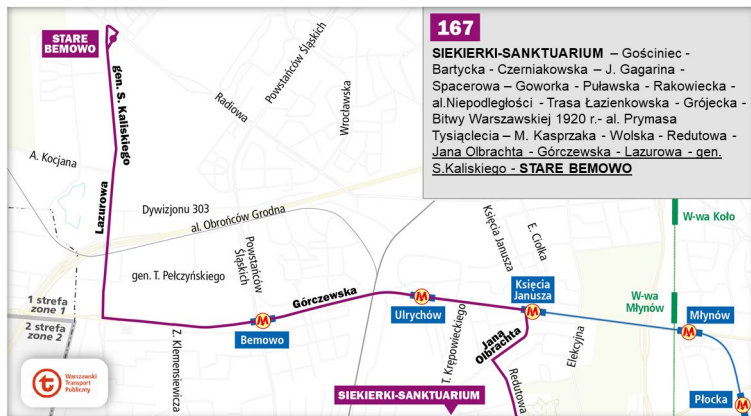 167
SIEKIERKI-SANKTUARIUM – Gościniec -
Bartycka - Czerniakowska – J. Gagarina -
Spacerowa – Goworka - Puławska - Rakowiecka -
al.Niepodległości - Trasa Łazienkowska - Grójecka -
Bitwy Warszawskiej 1920 r.- al. Prymasa
Tysiąclecia – M. Kasprzaka - Wolska - Redutowa -
Jana Olbrachta - Górczewska - Lazurowa - gen.
S.Kaliskiego - STARE BEMOWO
STARE
BEMOWO
gen. S. Kaliskiego
Powstańców Śląskich
Radiowa
Wrocławska
A. Kocjana
Lazurowa
Dywizjonu 303
al. Obrońców Grodna
Powstańców
Śląskich
gen. T. Pełczyńskiego
Księcia Janusza
E. Ciołka
W-wa Koło
Górczewska
Ulrychów
Księcia
Janusza
W-wa
Młynów
Młynów
1 strefa
zone 1
2 strefa
zone 2
Bemowo
Z. Klemensiewicza
T. Krępowieckiego
Jana
Olbrachta
Elekcyjna
Redutowa
Płocka
SIEKIERKI-SANKTUARIUM
Warszawski
Transport
Publiczny